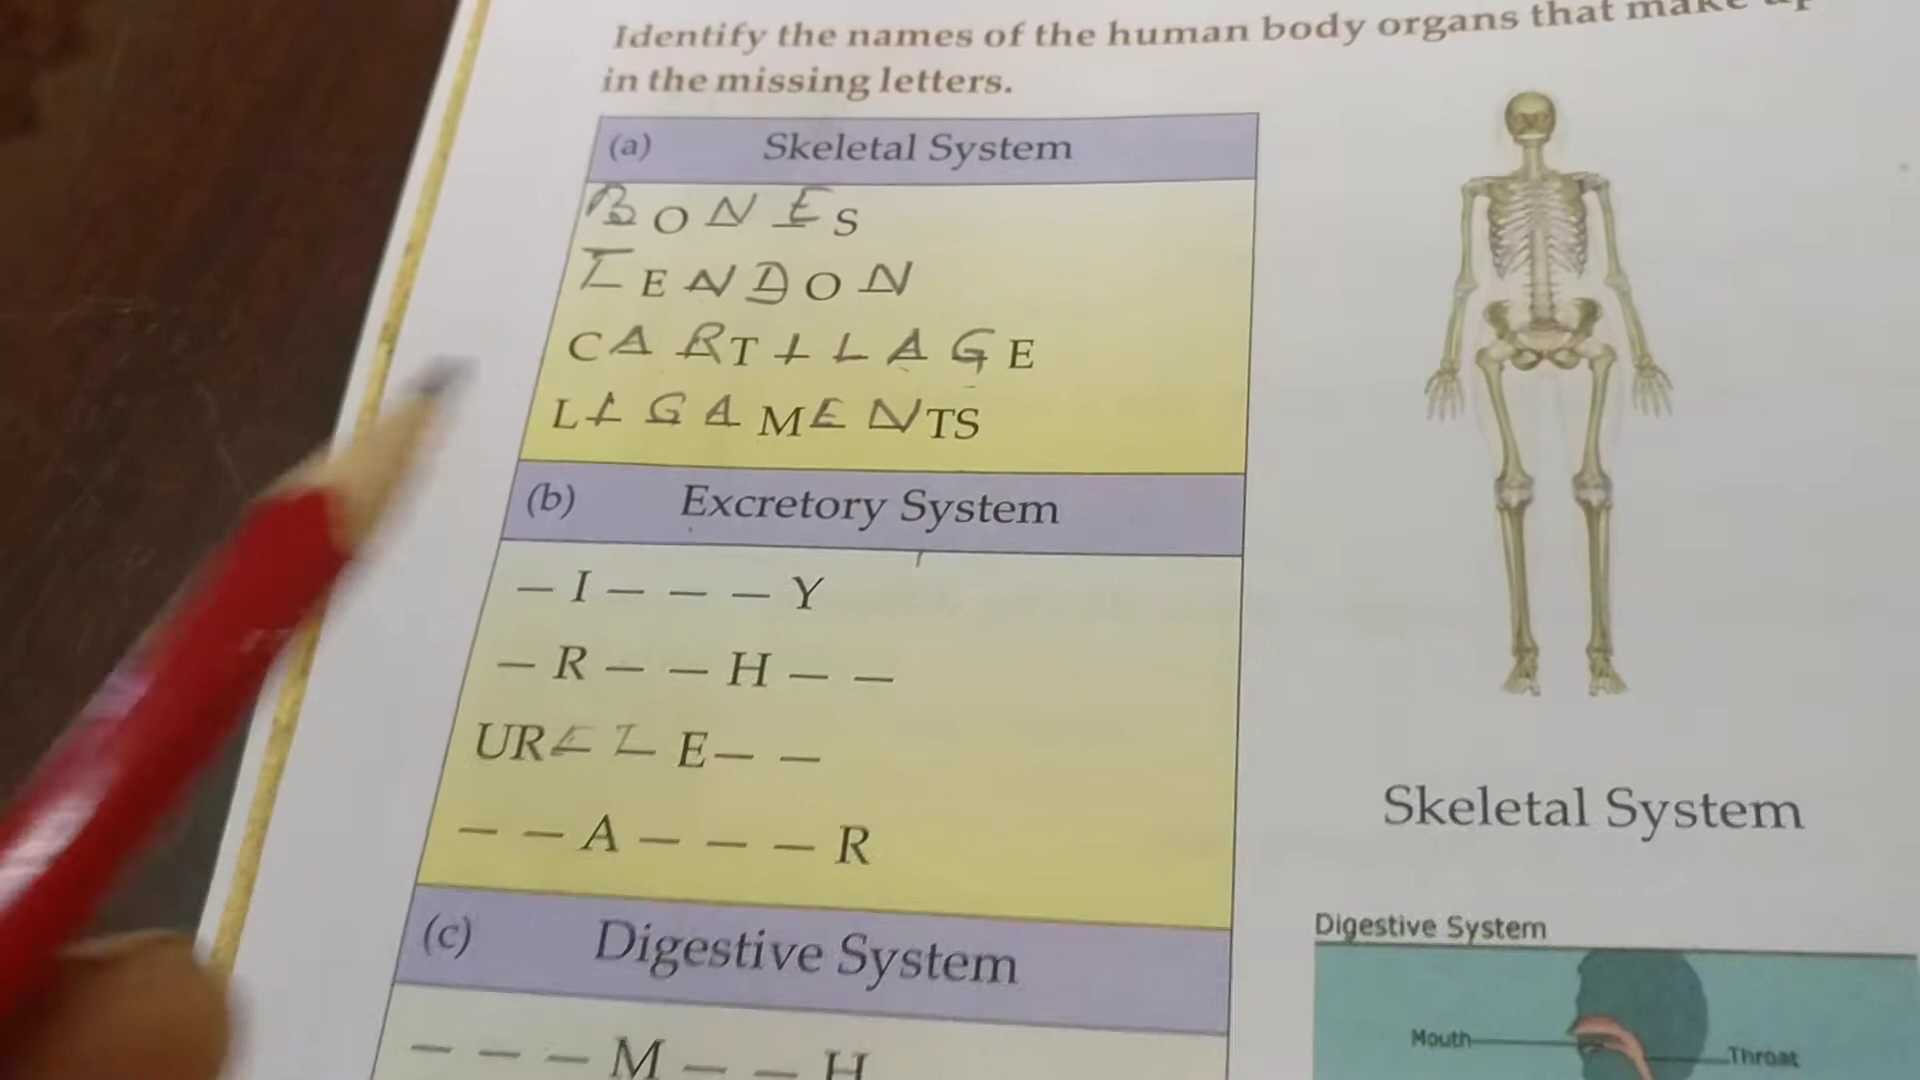 Identify the names of the human body organs that make up
in the missing letters.
(a) Skeletal System
BONES
TENDON
CARTILAGE
LIGAMENTS
(b) Excretory System
_ I _ _ _ Y
_ R _ _ H _ _
URETE _ _
_ _ A _ _ _ R
(c) Digestive System
_ _ _ M _ _ H
Skeletal System
Digestive System
Mouth
Throat